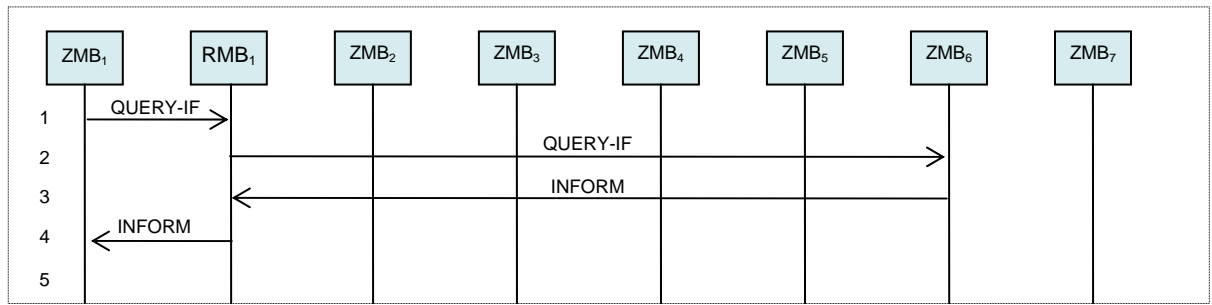 ZMB₁ RMB₁ ZMB₂ ZMB₃ ZMB₄ ZMB₅ ZMB₆ ZMB₇
1 QUERY-IF
2 QUERY-IF
3 INFORM
4 INFORM
5